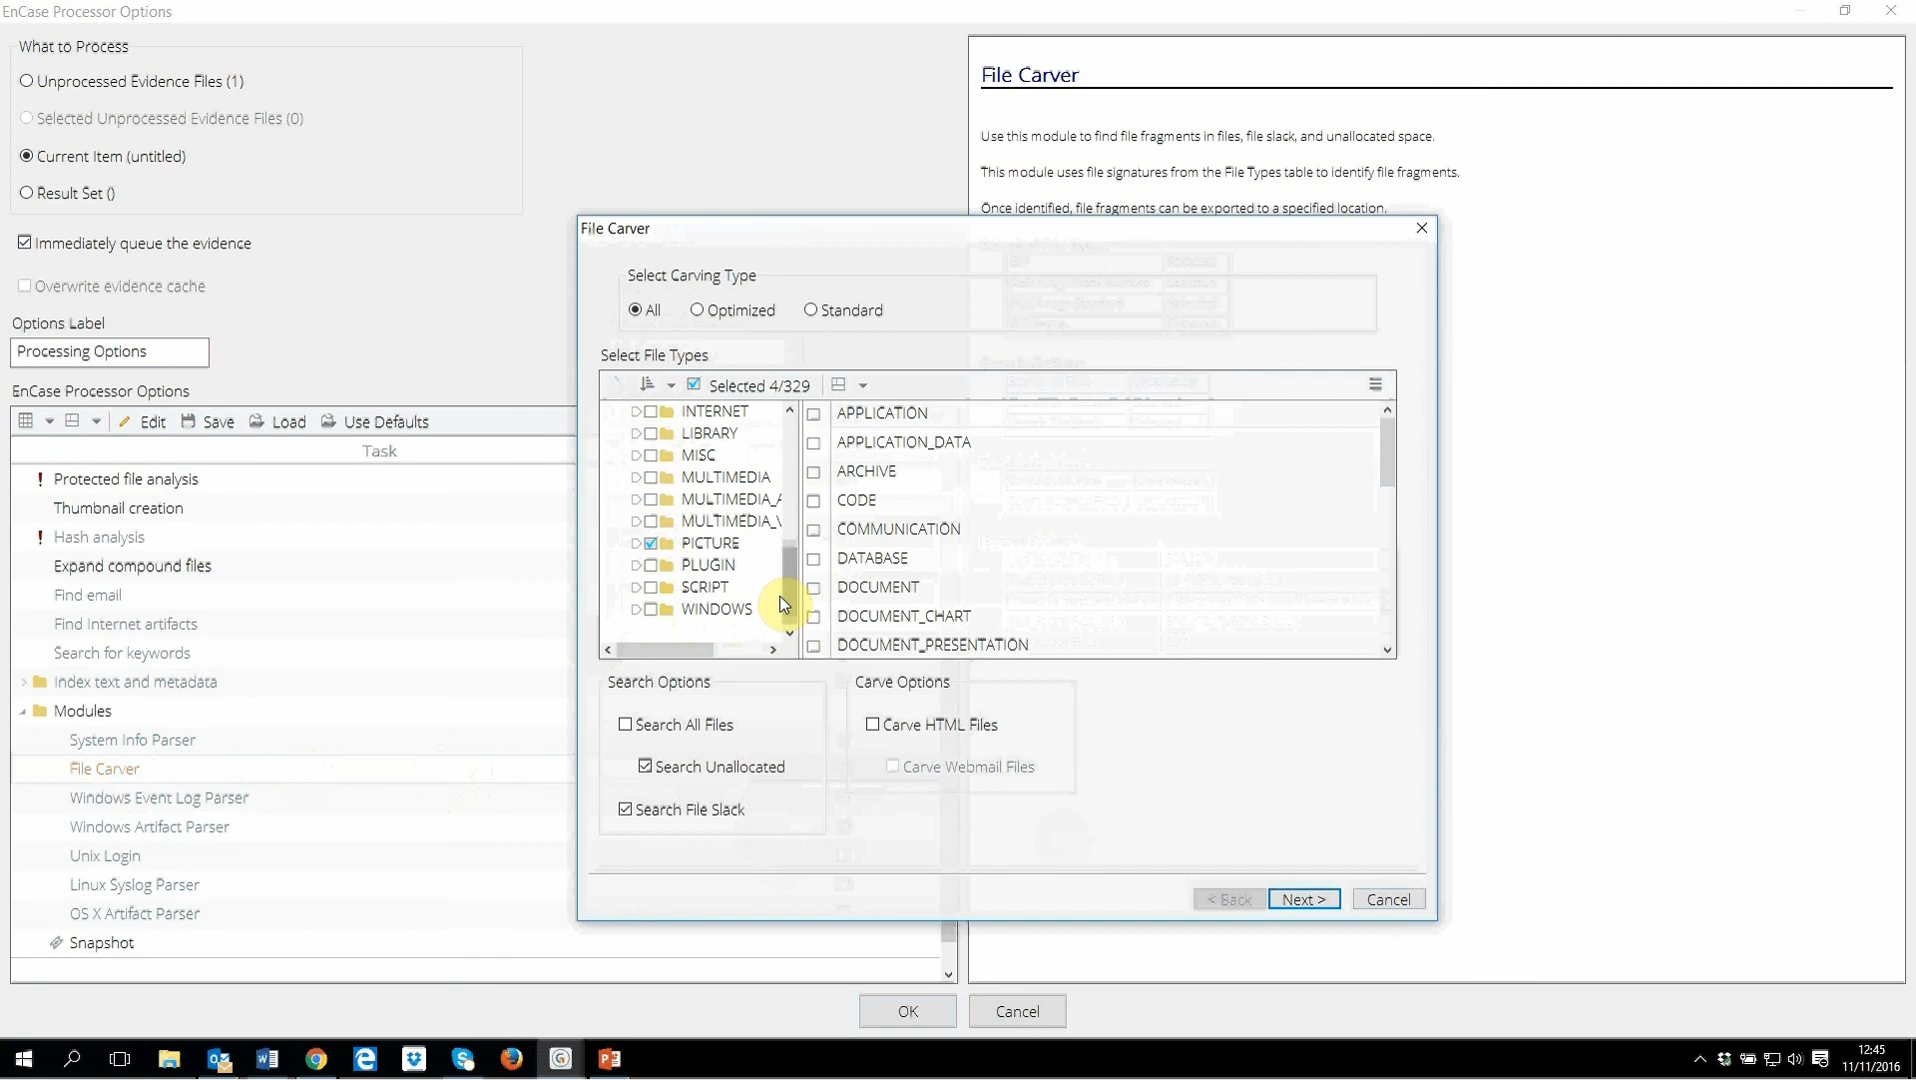 EnCase Processor Options
What to Process
Unprocessed Evidence Files (1)
Selected Unprocessed Evidence Files (0)
Current Item (untitled)
Result Set ()
Immediately queue the evidence
Overwrite evidence cache
Options Label
Processing Options
EnCase Processor Options
Edit Save Load Use Defaults
Task
Protected file analysis
Thumbnail creation
Hash analysis
Expand compound files
Find email
Find Internet artifacts
Search for keywords
Index text and metadata
Modules
System Info Parser
File Carver
Windows Event Log Parser
Windows Artifact Parser
Unix Login
Linux Syslog Parser
OS X Artifact Parser
Snapshot
File Carver
Use this module to find file fragments in files, file slack, and unallocated space.
This module uses file signatures from the File Types table to identify file fragments.
Once identified, file fragments can be exported to a specified location.
File Carver
Select Carving Type
All Optimized Standard
Select File Types
Selected 4/329
INTERNET
LIBRARY
MISC
MULTIMEDIA
MULTIMEDIA_A
MULTIMEDIA_V
PICTURE
PLUGIN
SCRIPT
WINDOWS
APPLICATION
APPLICATION_DATA
ARCHIVE
CODE
COMMUNICATION
DATABASE
DOCUMENT
DOCUMENT_CHART
DOCUMENT_PRESENTATION
Search Options
Search All Files
Search Unallocated
Search File Slack
Carve Options
Carve HTML Files
Carve Webmail Files
< Back Next > Cancel
OK Cancel
12:45
11/11/2016